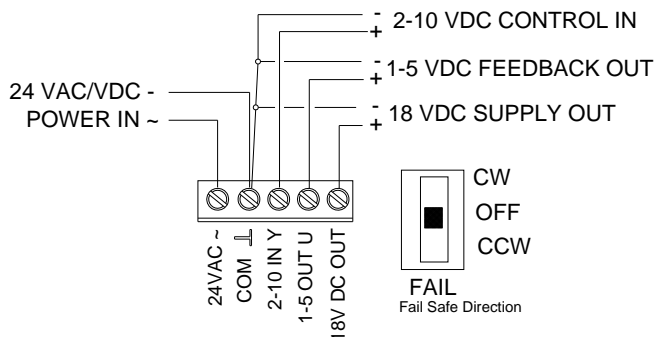 - 2-10 VDC CONTROL IN
+
- 1-5 VDC FEEDBACK OUT
+
24 VAC/VDC -
POWER IN ~
- 18 VDC SUPPLY OUT
+
24VAC ~
COM
2-10 IN Y
1-5 OUT U
18V DC OUT
CW
OFF
CCW
FAIL
Fail Safe Direction